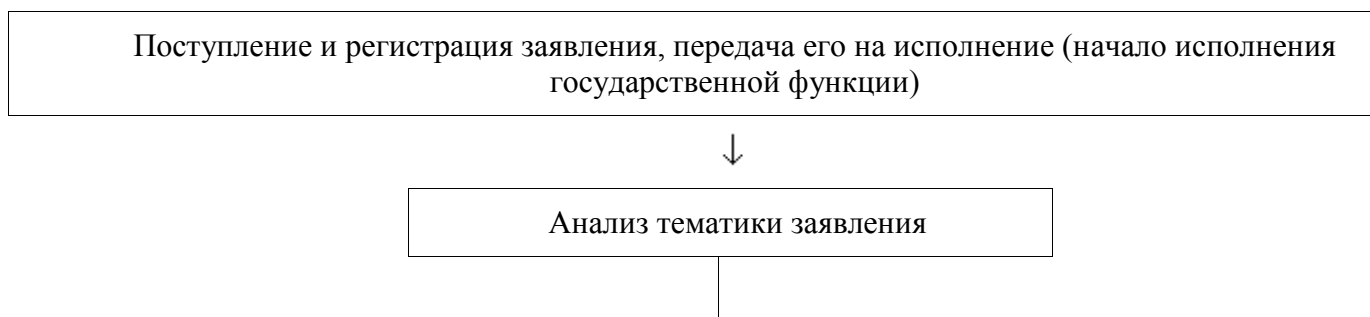 Поступление и регистрация заявления, передача его на исполнение (начало исполнения
государственной функции)
↓
Анализ тематики заявления